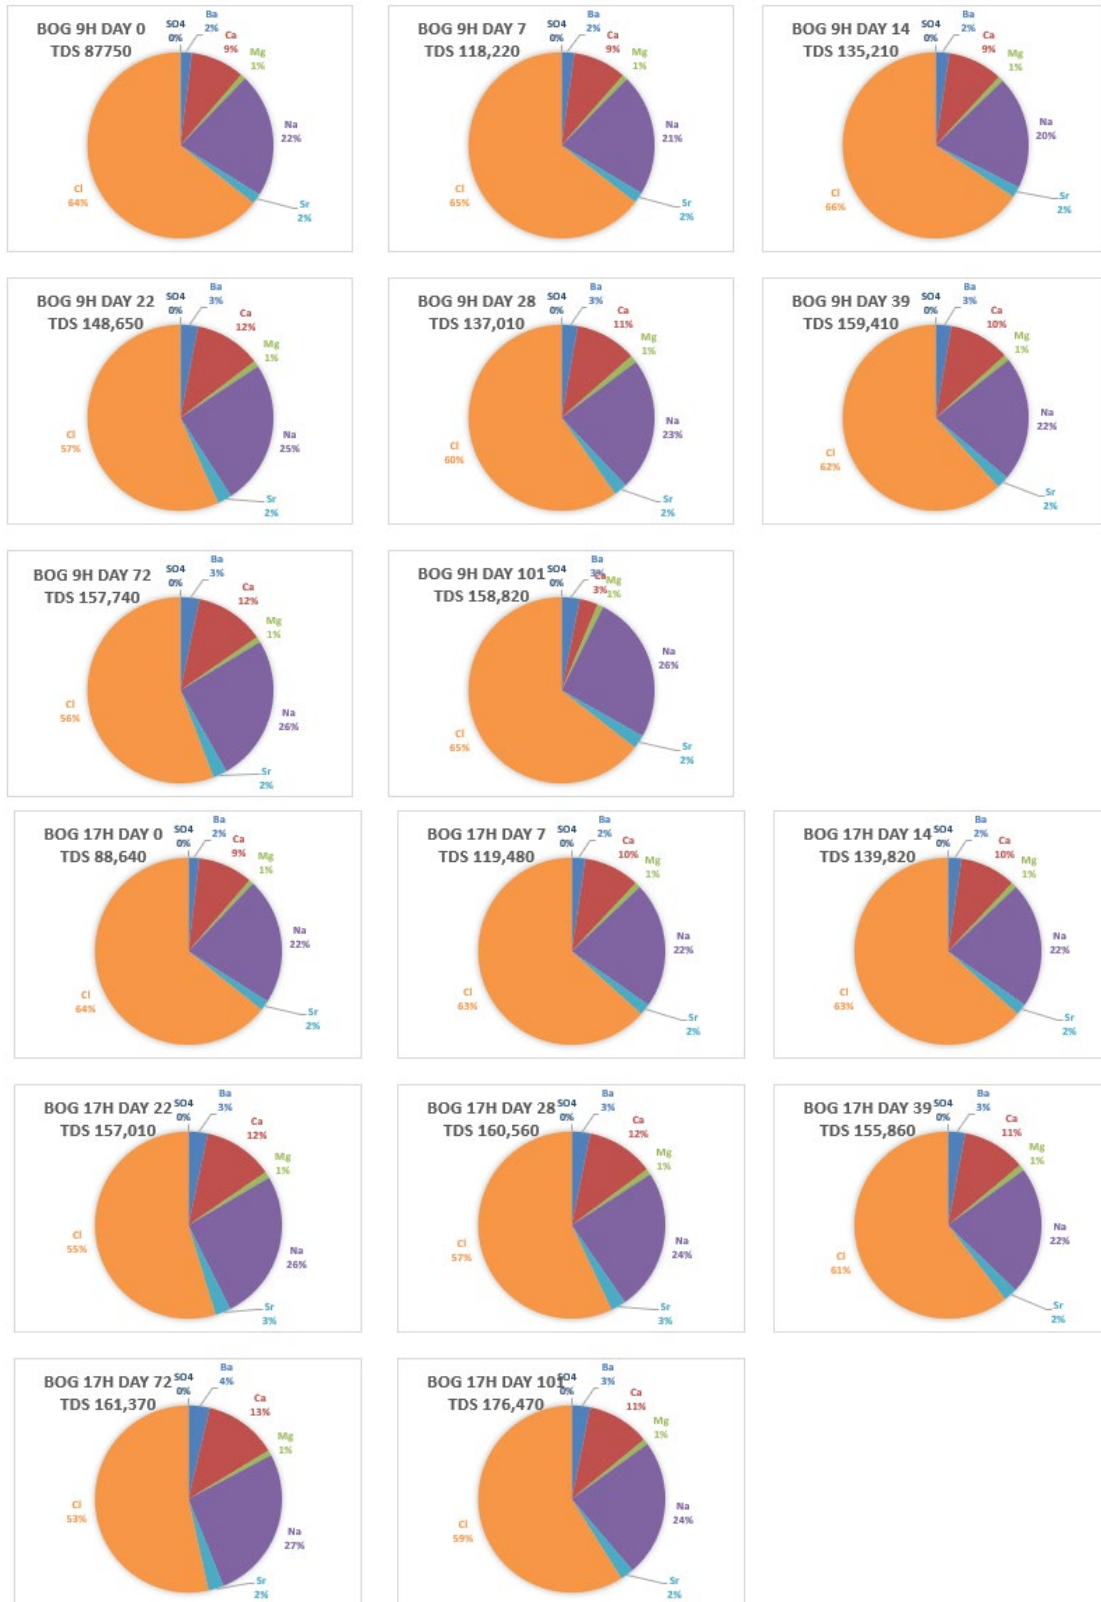 BOG 9H DAY 0
TDS 87750
SO4
0%
Ba
2%
Ca
9%
Mg
1%
Na
22%
Sr
2%
Cl
64%
BOG 9H DAY 7
TDS 118,220
SO4
0%
Ba
2%
Ca
9%
Mg
1%
Na
21%
Sr
2%
Cl
65%
BOG 9H DAY 14
TDS 135,210
SO4
0%
Ba
2%
Ca
9%
Mg
1%
Na
20%
Sr
2%
Cl
66%
BOG 9H DAY 22
TDS 148,650
SO4
0%
Ba
3%
Ca
12%
Mg
1%
Na
25%
Sr
2%
Cl
57%
BOG 9H DAY 28
TDS 137,010
SO4
0%
Ba
3%
Ca
11%
Mg
1%
Na
23%
Sr
2%
Cl
60%
BOG 9H DAY 39
TDS 159,410
SO4
0%
Ba
3%
Ca
10%
Mg
1%
Na
22%
Sr
2%
Cl
62%
BOG 9H DAY 72
TDS 157,740
SO4
0%
Ba
3%
Ca
12%
Mg
1%
Na
26%
Sr
2%
Cl
56%
BOG 9H DAY 101
TDS 158,820
SO4
0%
Ba
3%
Ca
3%
Mg
1%
Na
26%
Sr
2%
Cl
65%
BOG 17H DAY 0
TDS 88,640
SO4
0%
Ba
2%
Ca
9%
Mg
1%
Na
22%
Sr
2%
Cl
64%
BOG 17H DAY 7
TDS 119,480
SO4
0%
Ba
2%
Ca
10%
Mg
1%
Na
22%
Sr
2%
Cl
63%
BOG 17H DAY 14
TDS 139,820
SO4
0%
Ba
2%
Ca
10%
Mg
1%
Na
22%
Sr
2%
Cl
63%
BOG 17H DAY 22
TDS 157,010
SO4
0%
Ba
3%
Ca
12%
Mg
1%
Na
26%
Sr
3%
Cl
55%
BOG 17H DAY 28
TDS 160,560
SO4
0%
Ba
3%
Ca
12%
Mg
1%
Na
24%
Sr
3%
Cl
57%
BOG 17H DAY 39
TDS 155,860
SO4
0%
Ba
3%
Ca
11%
Mg
1%
Na
22%
Sr
2%
Cl
61%
BOG 17H DAY 72
TDS 161,370
SO4
0%
Ba
4%
Ca
13%
Mg
1%
Na
27%
Sr
2%
Cl
53%
BOG 17H DAY 101
TDS 176,470
SO4
0%
Ba
3%
Ca
11%
Mg
1%
Na
24%
Sr
2%
Cl
59%